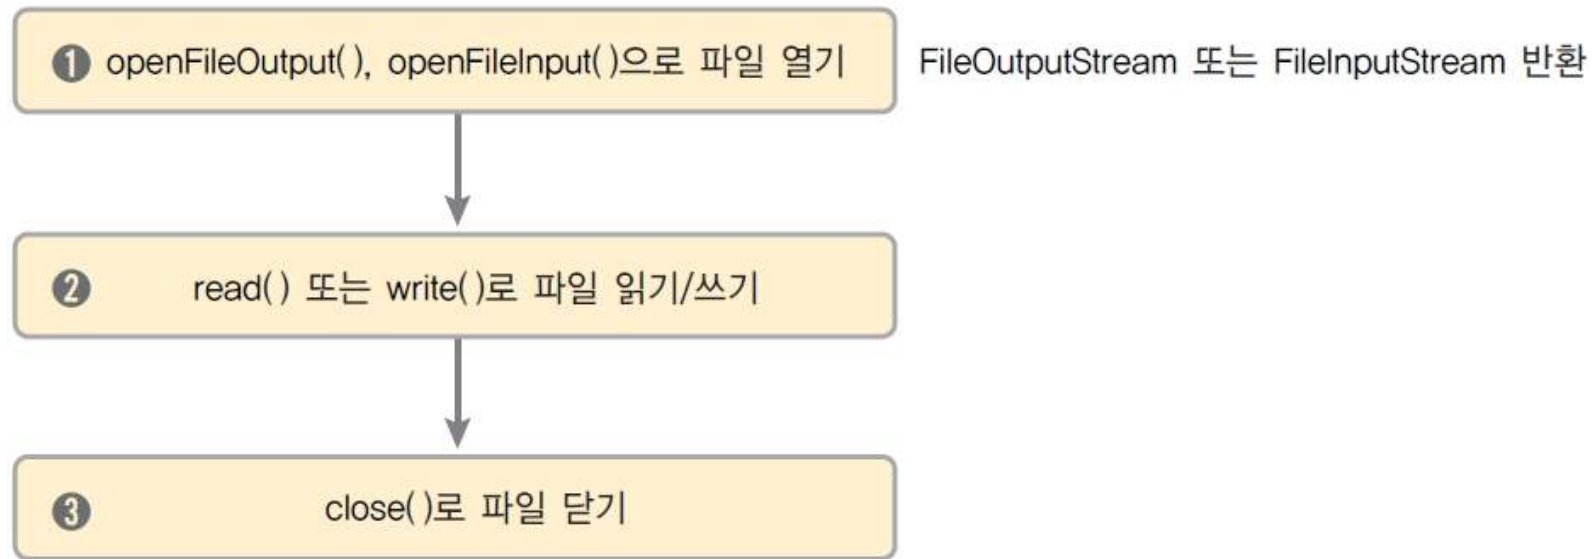 ❶ openFileOutput( ), openFileInput( )으로 파일 열기 FileOutputStream 또는 FileInputStream 반환
❷ read( ) 또는 write( )로 파일 읽기/쓰기
❸ close( )로 파일 닫기